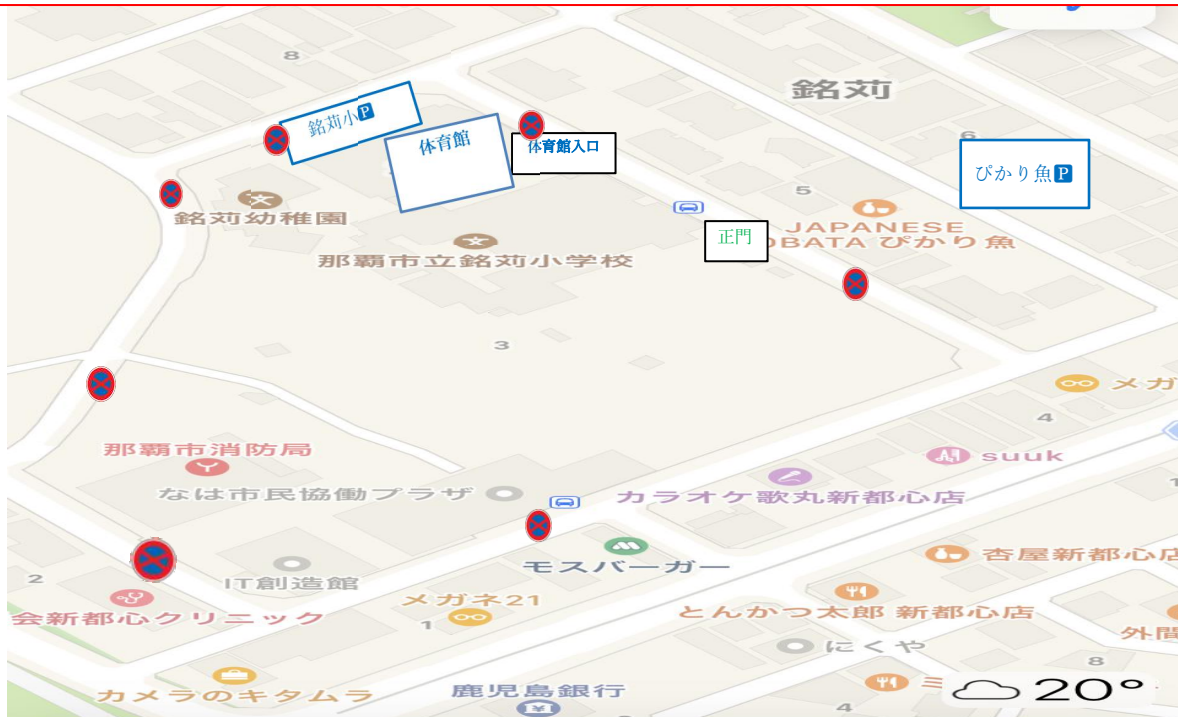 8
銘苅
銘苅小🅿
体育館
体育館入口
6
ぴかり魚🅿
5
銘苅幼稚園
正門
JAPANESE
OBATA ぴかり魚
那覇市立銘苅小学校
3
メガ
4
那覇市消防局
suuk
なは市民協働プラザ
カラオケ歌丸新都心店
1
杏屋新都心店
モスバーガー
2
IT創造館
メガネ21
1
とんかつ太郎 新都心店
会新都心クリニック
外間
にくや
8
カメラのキタムラ
鹿児島銀行
4
20°